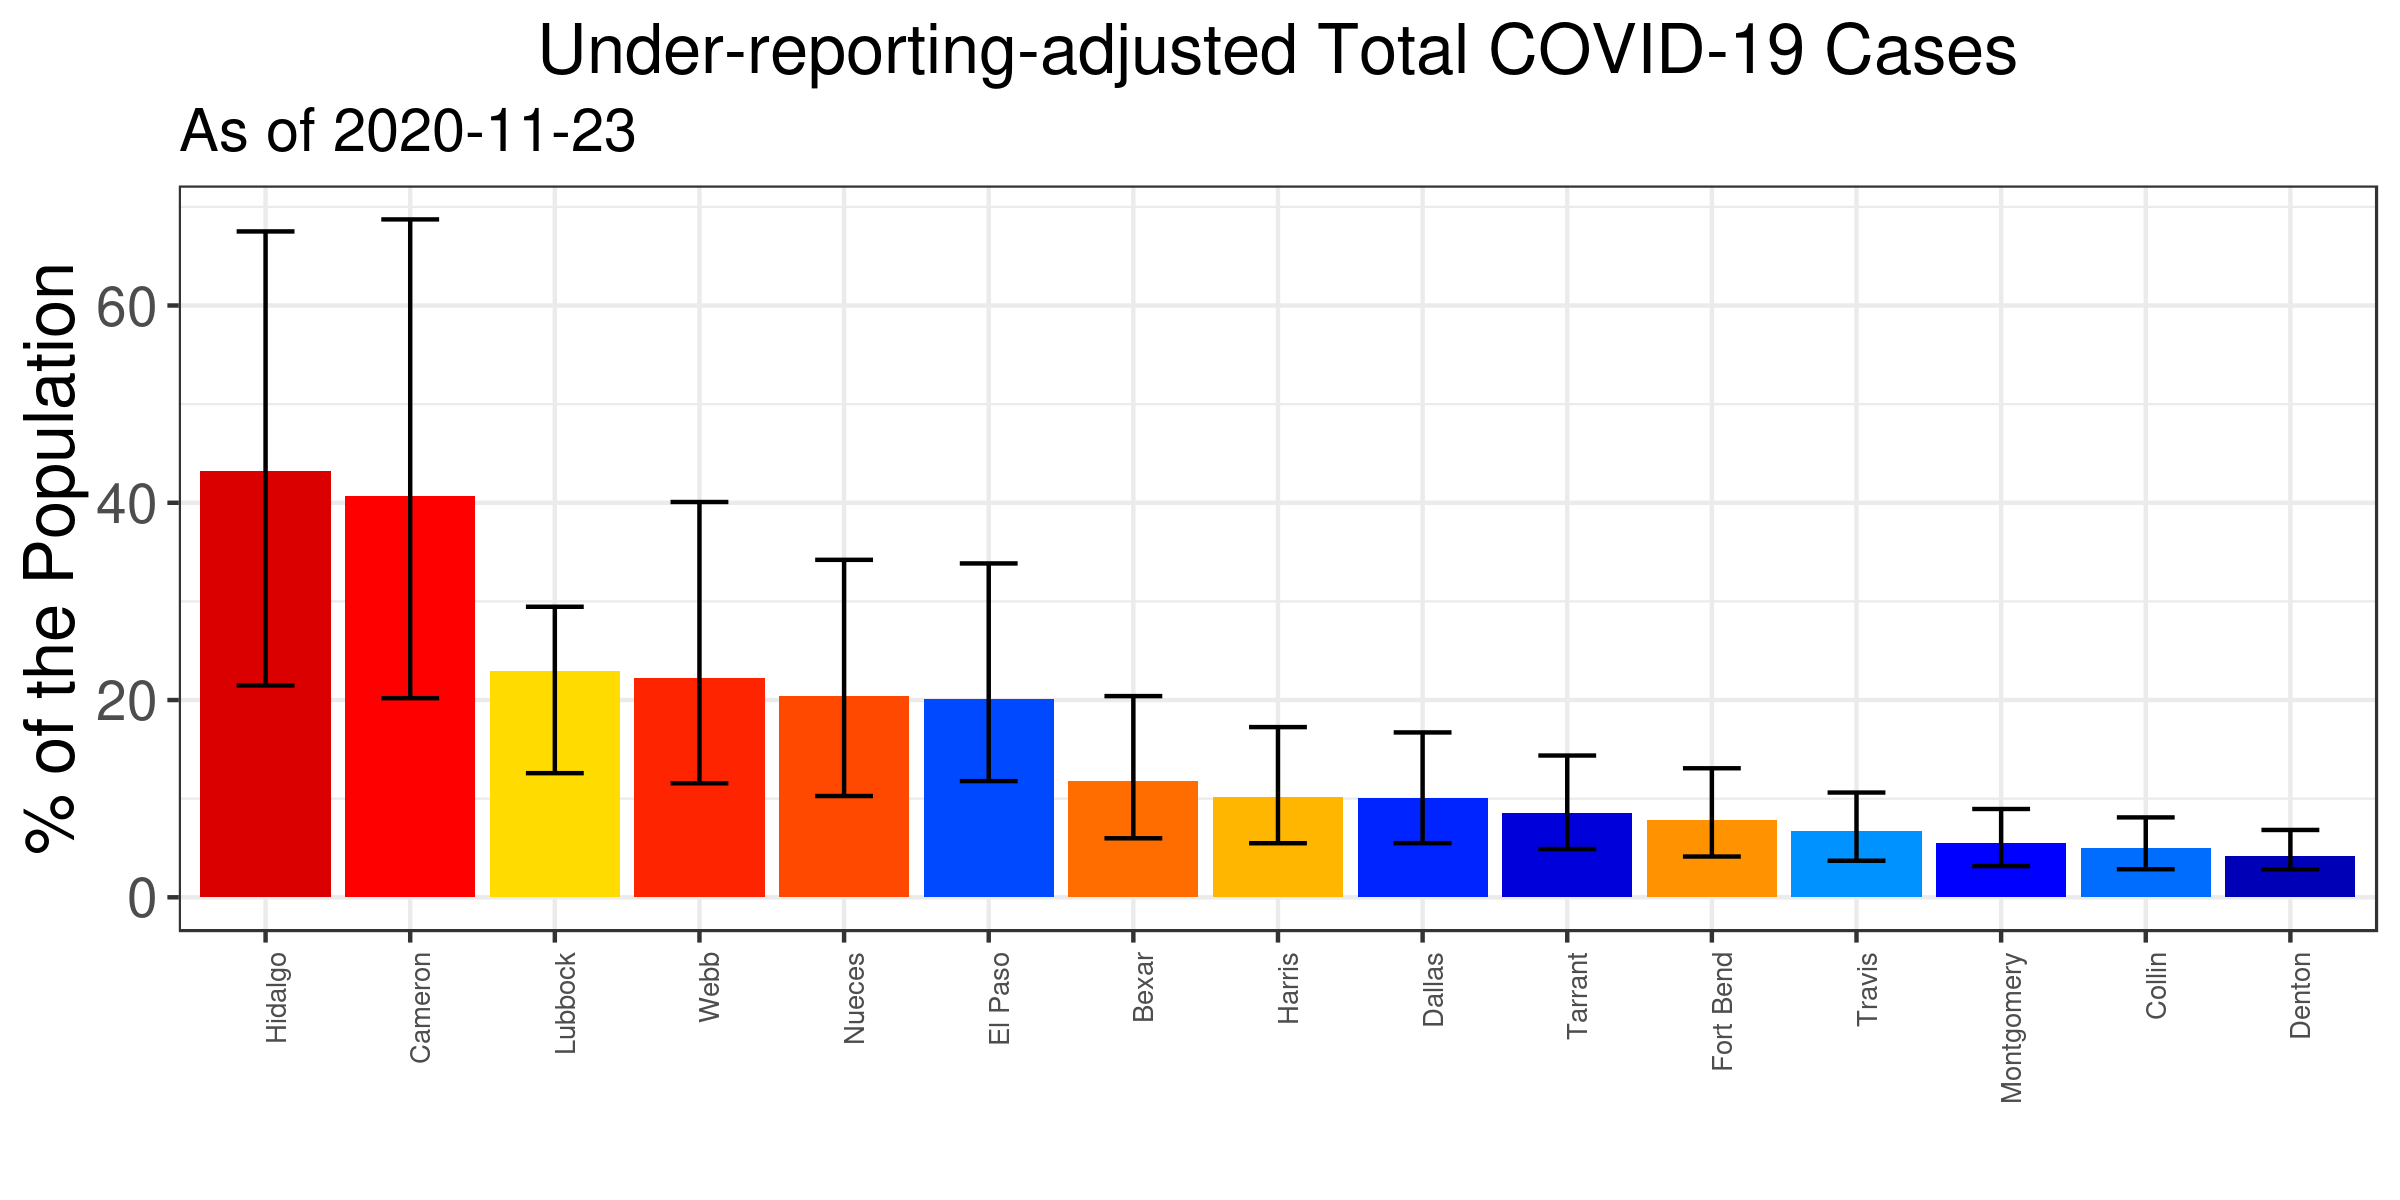 Under-reporting-adjusted Total COVID-19 Cases
As of 2020-11-23
% of the Population
60
40
20
0
Hidalgo
Cameron
Lubbock
Webb
Nueces
El Paso
Bexar
Harris
Dallas
Tarrant
Fort Bend
Travis
Montgomery
Collin
Denton